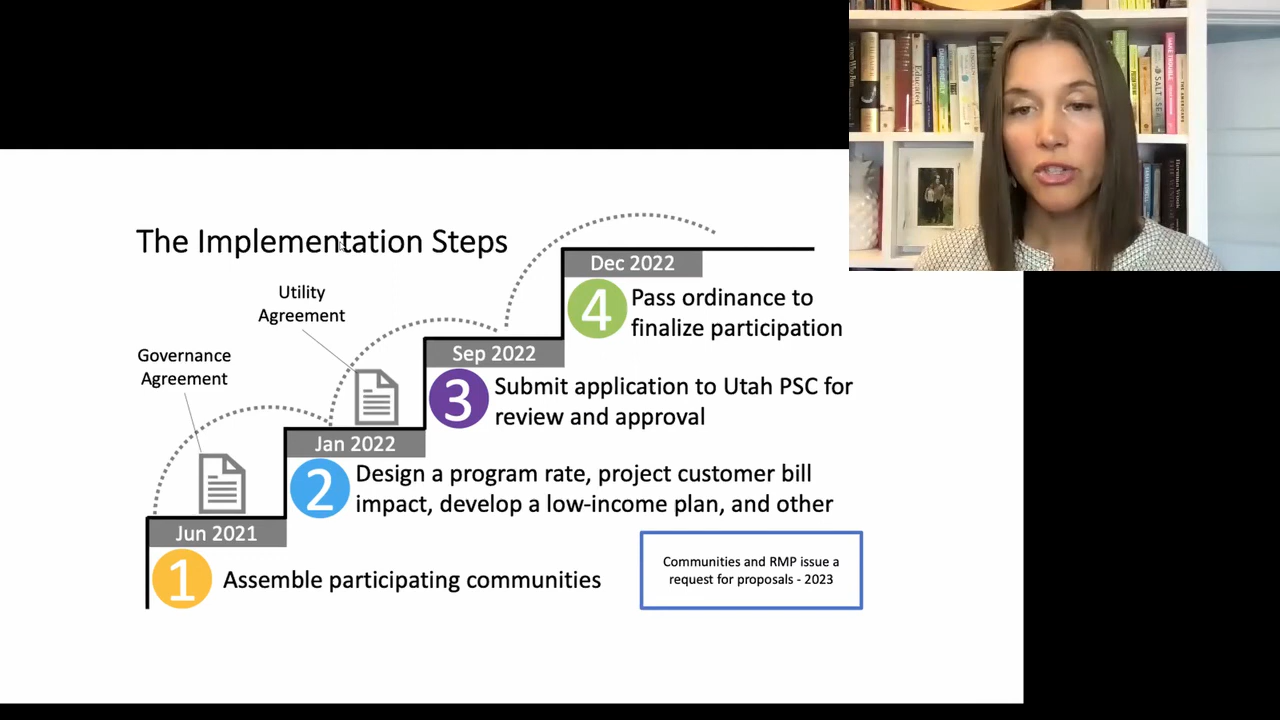 The Implementation Steps
Utility
Agreement
Governance
Agreement
Dec 2022
4
Pass ordinance to
finalize participation
Sep 2022
3
Submit application to Utah PSC for
review and approval
Jan 2022
2
Design a program rate, project customer bill
impact, develop a low-income plan, and other
Jun 2021
1
Assemble participating communities
Communities and RMP issue a
request for proposals - 2023
Educated
SALT